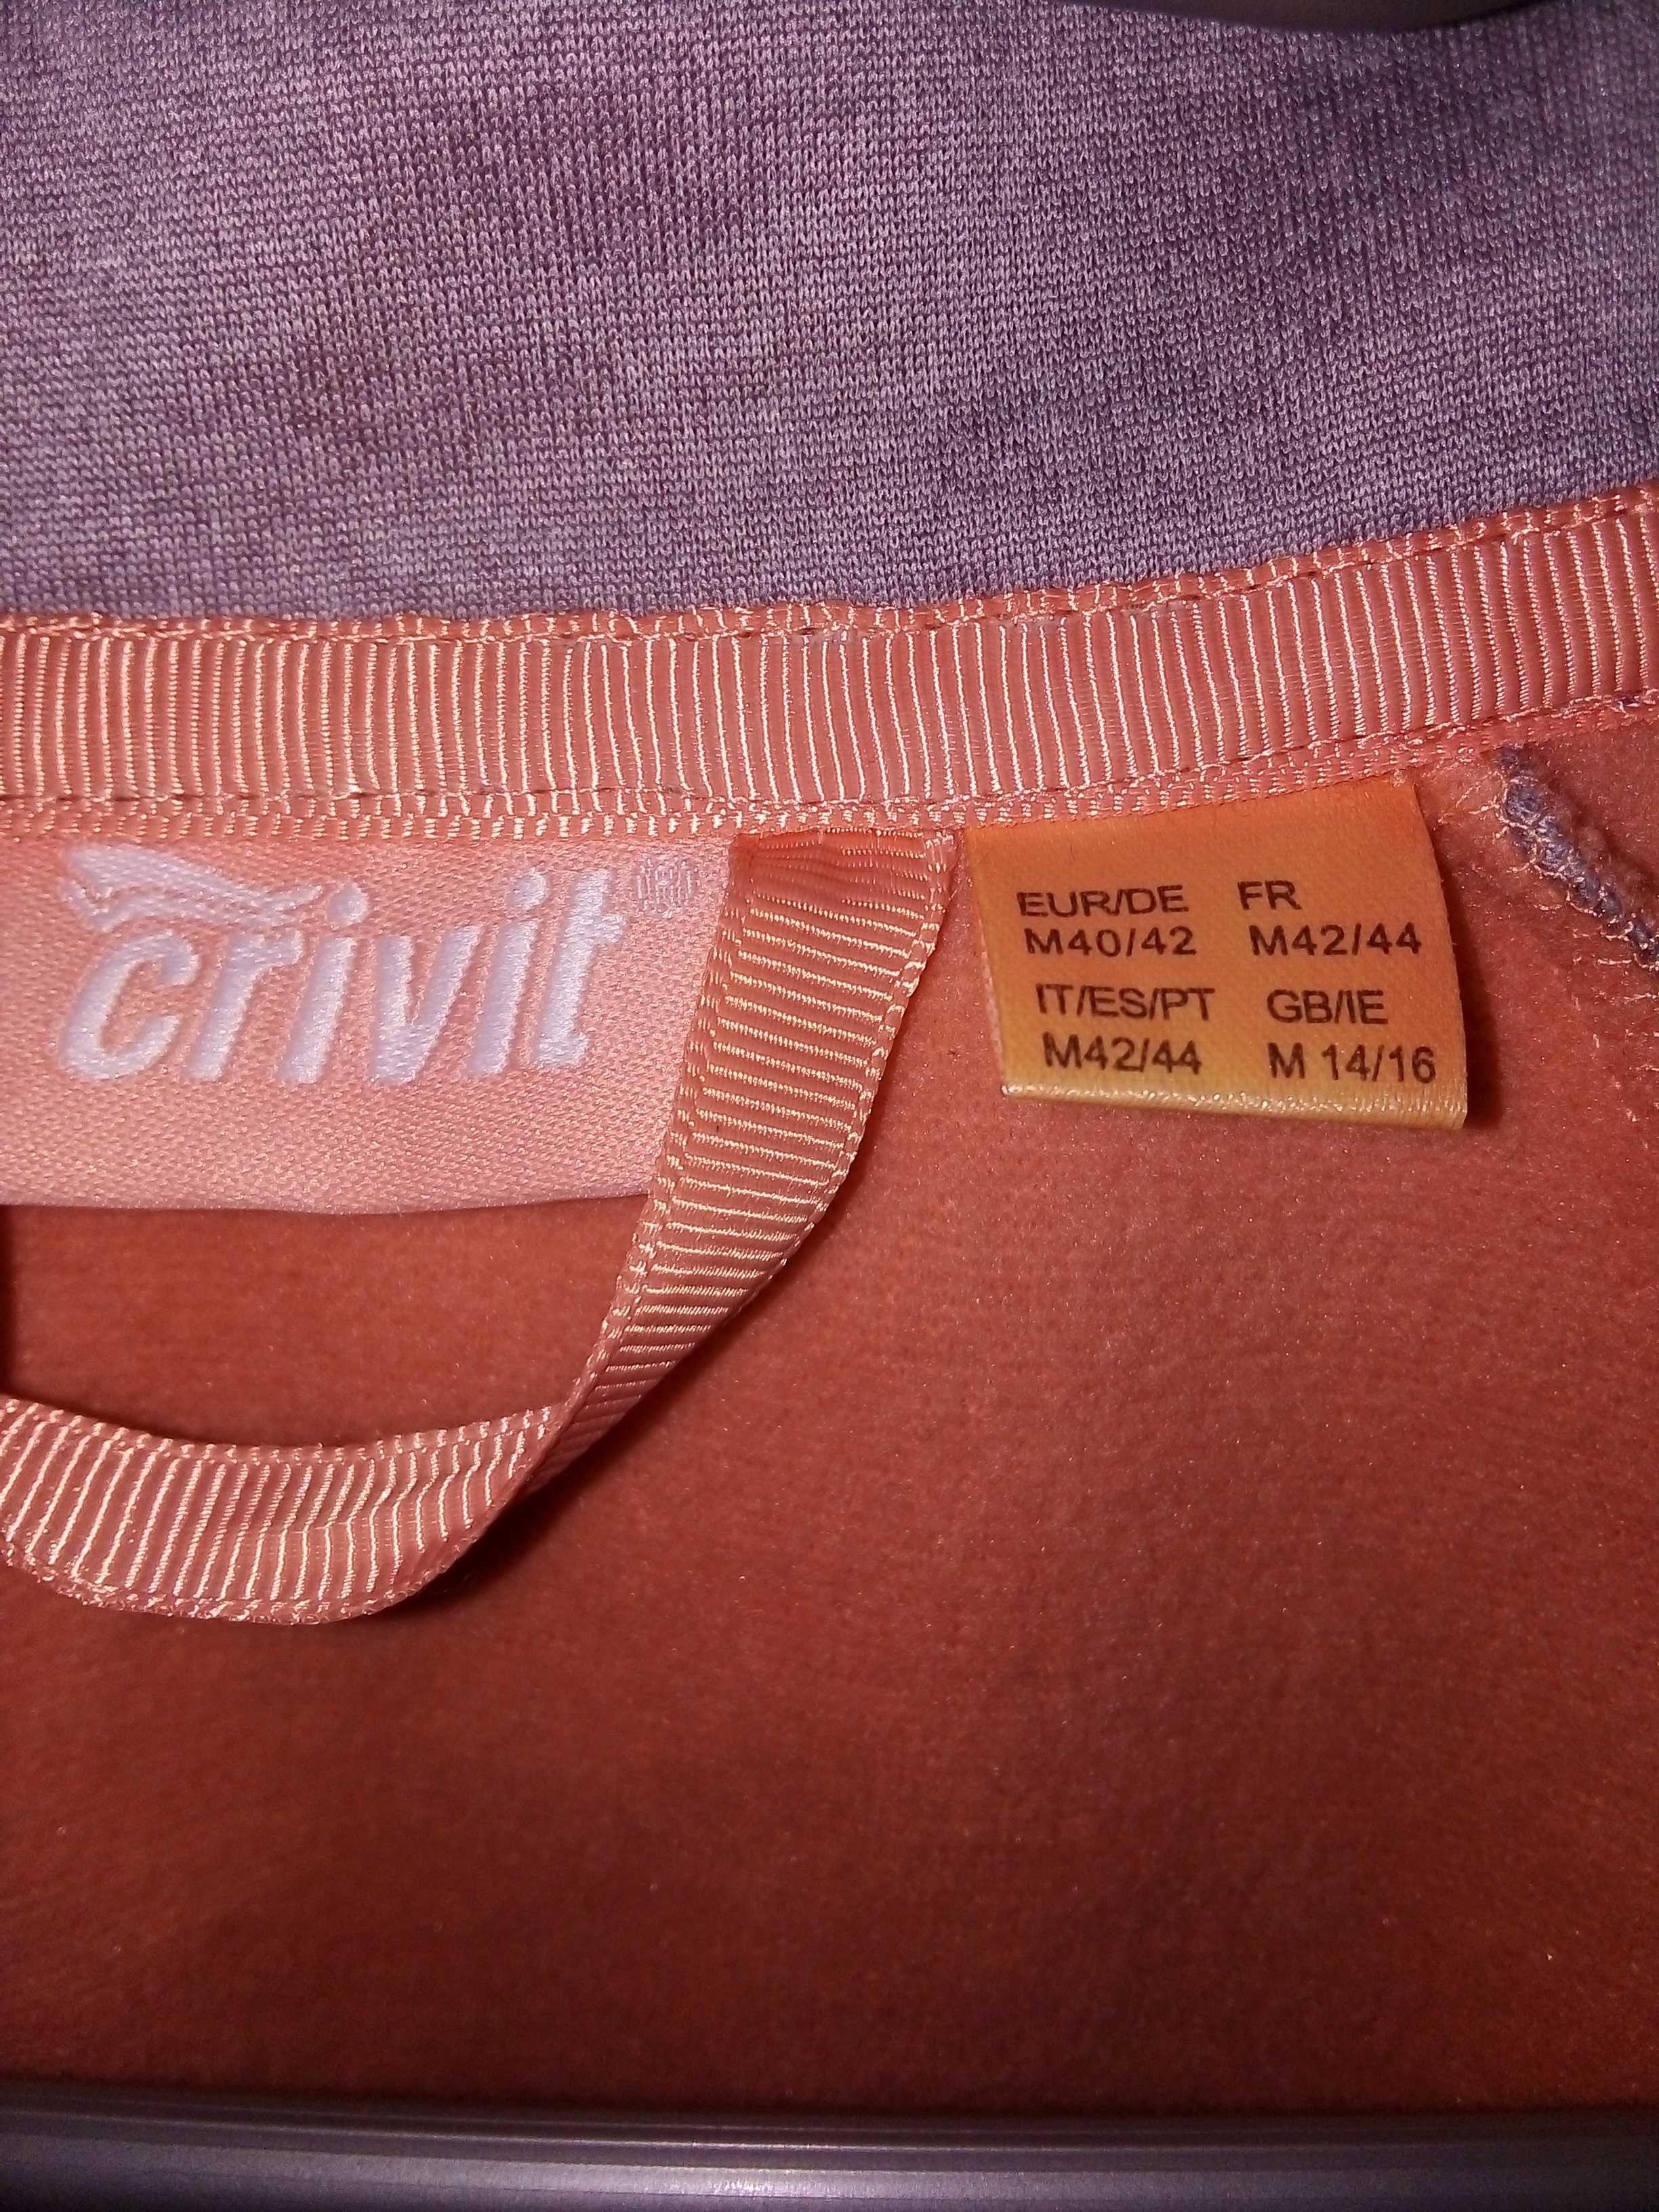 crivit®
EUR/DE FR
M40/42 M42/44
IT/ES/PT GB/IE
M42/44 M 14/16